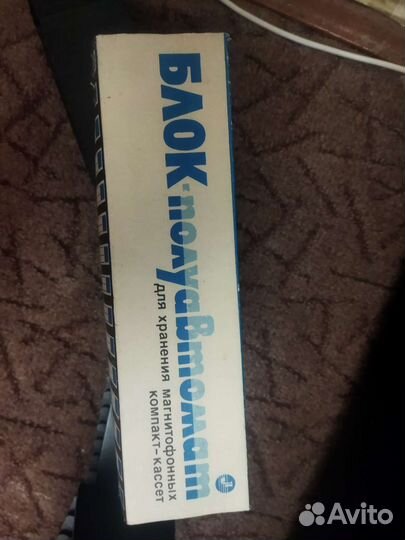 БЛОК-полуавтомат
для хранения магнитофонных
компакт-кассет
Avito